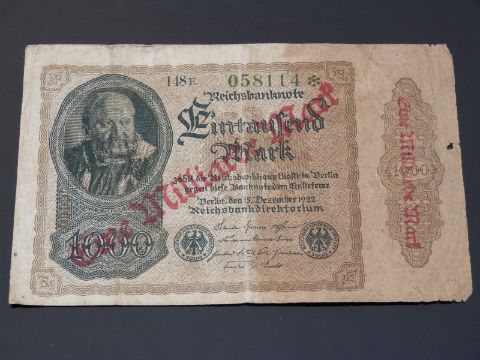 148E 058114*
Reichsbanknote
Eintausend
Mark
zahlt die Reichsbankhauptkasse in Berlin
gegen diese Banknote dem Einlieferer
Berlin, den 15. Dezember 1922
Reichsbankdirektorium
1000
Eine Milliarde Mark
Eine Milliarde Mark